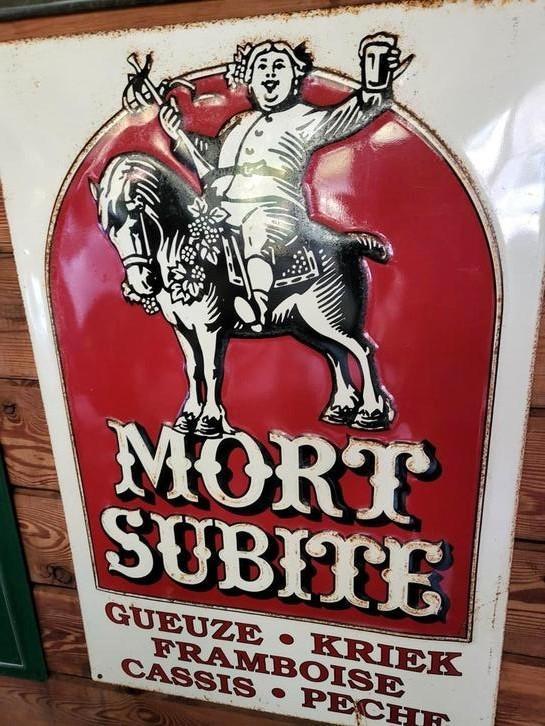 MORT
SUBITE
GUEUZE • KRIEK
FRAMBOISE
CASSIS • PECHE